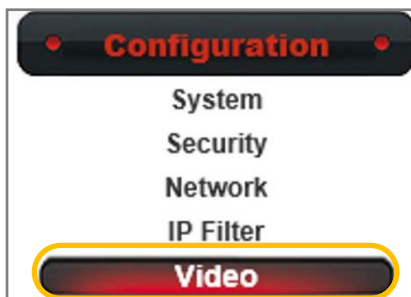 Configuration
System
Security
Network
IP Filter
Video